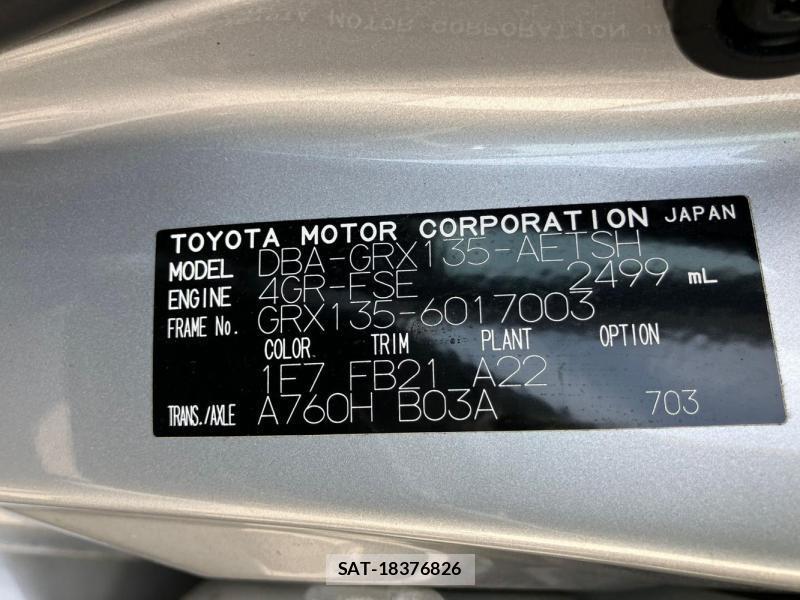 TOYOTA MOTOR CORPORATION JAPAN
MODEL DBA-GRX135-AETSH
ENGINE 4GR-ESE 2499 mL
FRAME No. GRX135-6017003
COLOR TRIM PLANT OPTION
1E7 FB21 A22
TRANS./AXLE A760H B03A 703
SAT-18376826